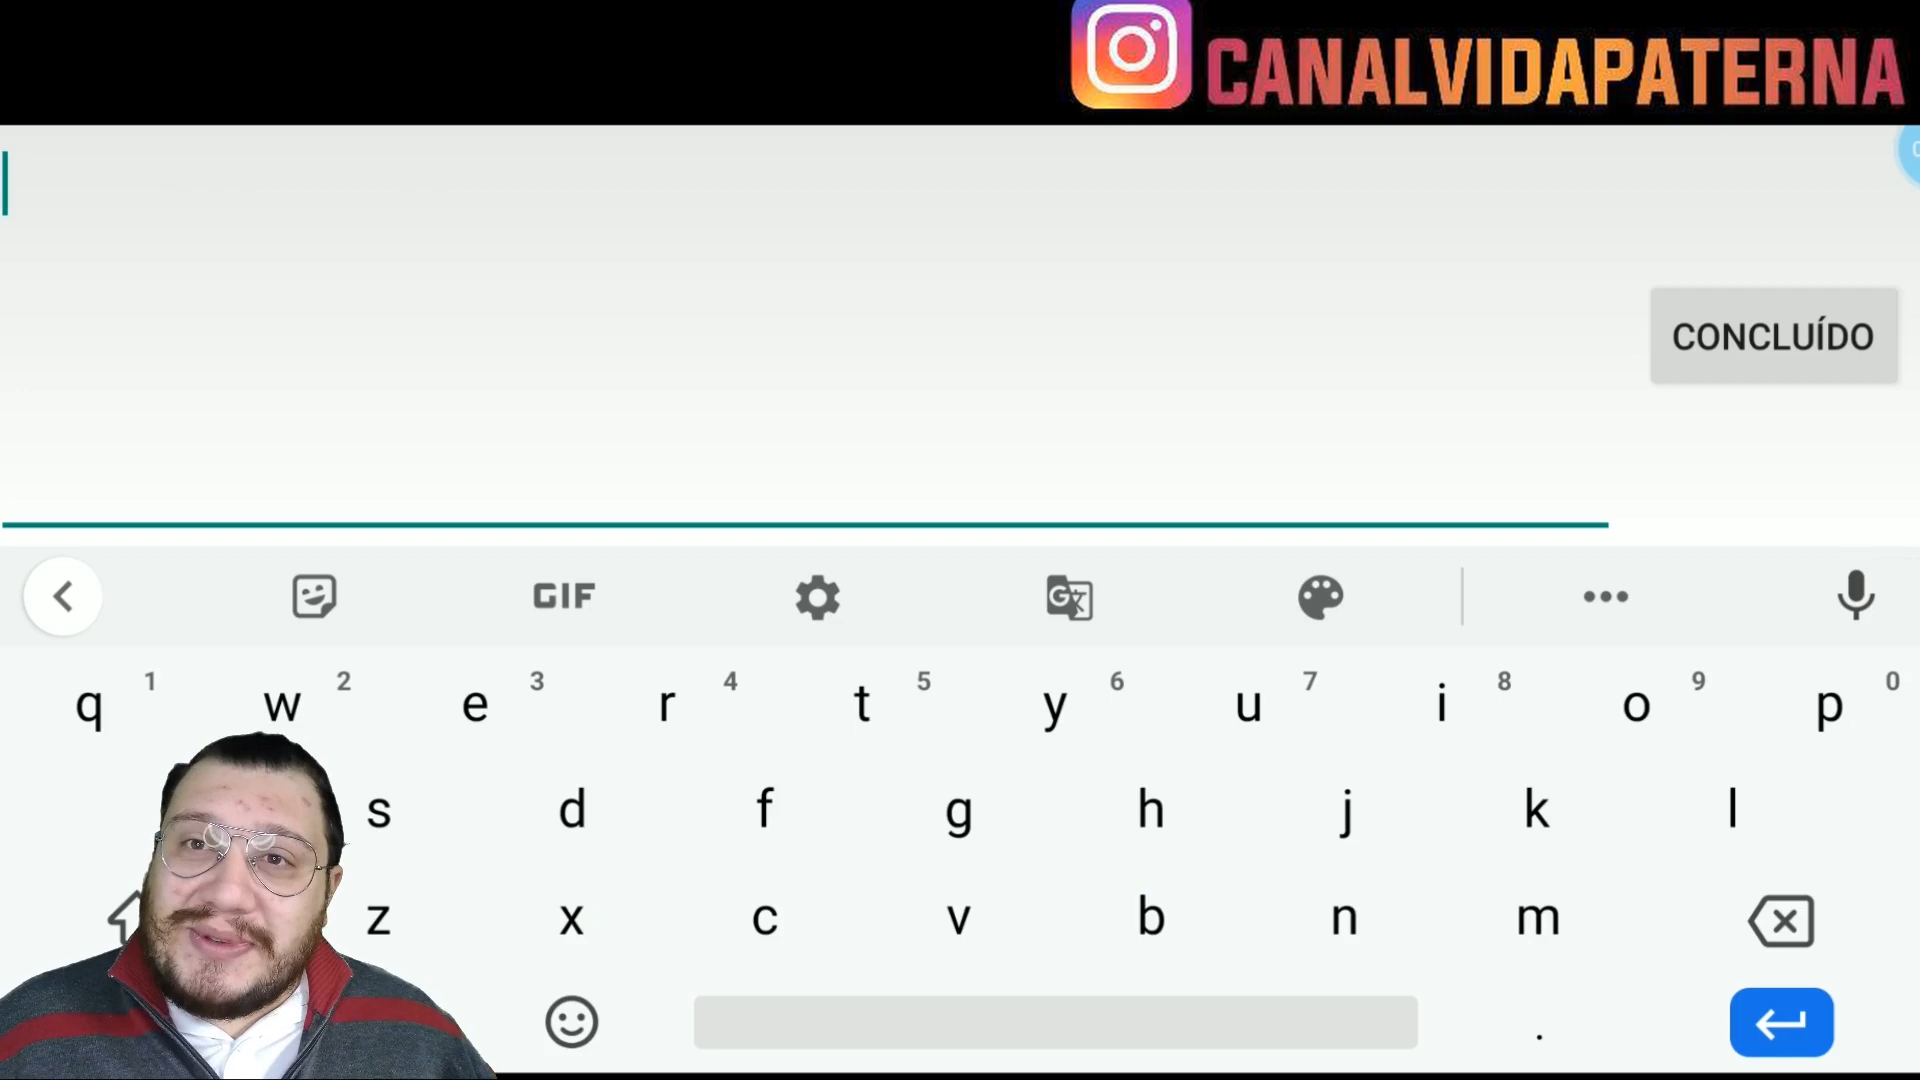 CANALVIDAPATERNA
CONCLUÍDO
GIF G
q 1 w 2 e 3 r 4 t 5 y 6 u 7 i 8 o 9 p 0
s d f g h j k l
z x c v b n m
.